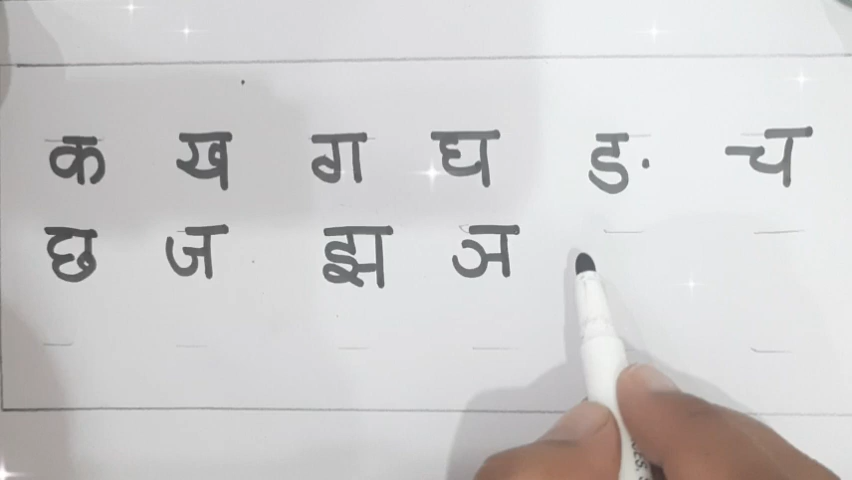 क ख ग घ ङ च
छ ज झ ञ